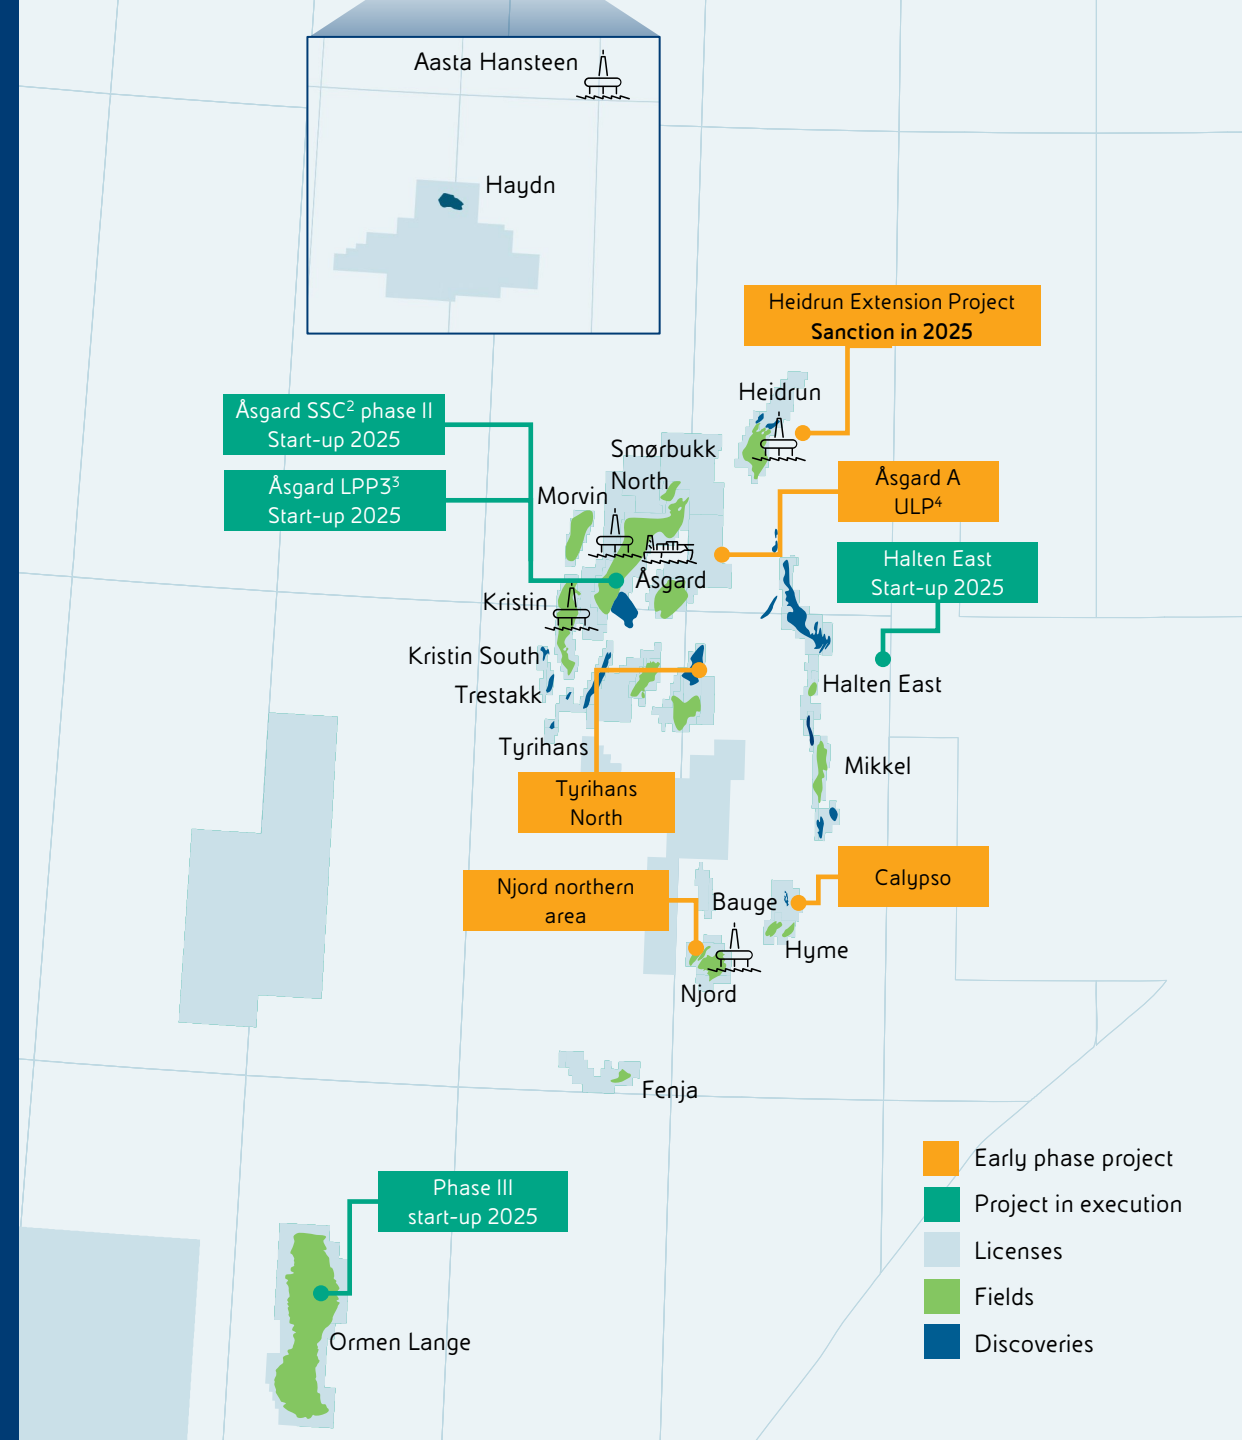 Aasta Hansteen
Haydn
Heidrun Extension Project
Sanction in 2025
Heidrun
Åsgard SSC² phase II
Start-up 2025
Smørbukk
North
Åsgard LPP3³
Start-up 2025
Morvin
Åsgard A
ULP⁴
Halten East
Start-up 2025
Åsgard
Kristin
Kristin South
Trestakk
Halten East
Tyrihans
Mikkel
Tyrihans
North
Njord northern
area
Calypso
Bauge
Hyme
Njord
Fenja
Phase III
start-up 2025
Ormen Lange
Early phase project
Project in execution
Licenses
Fields
Discoveries